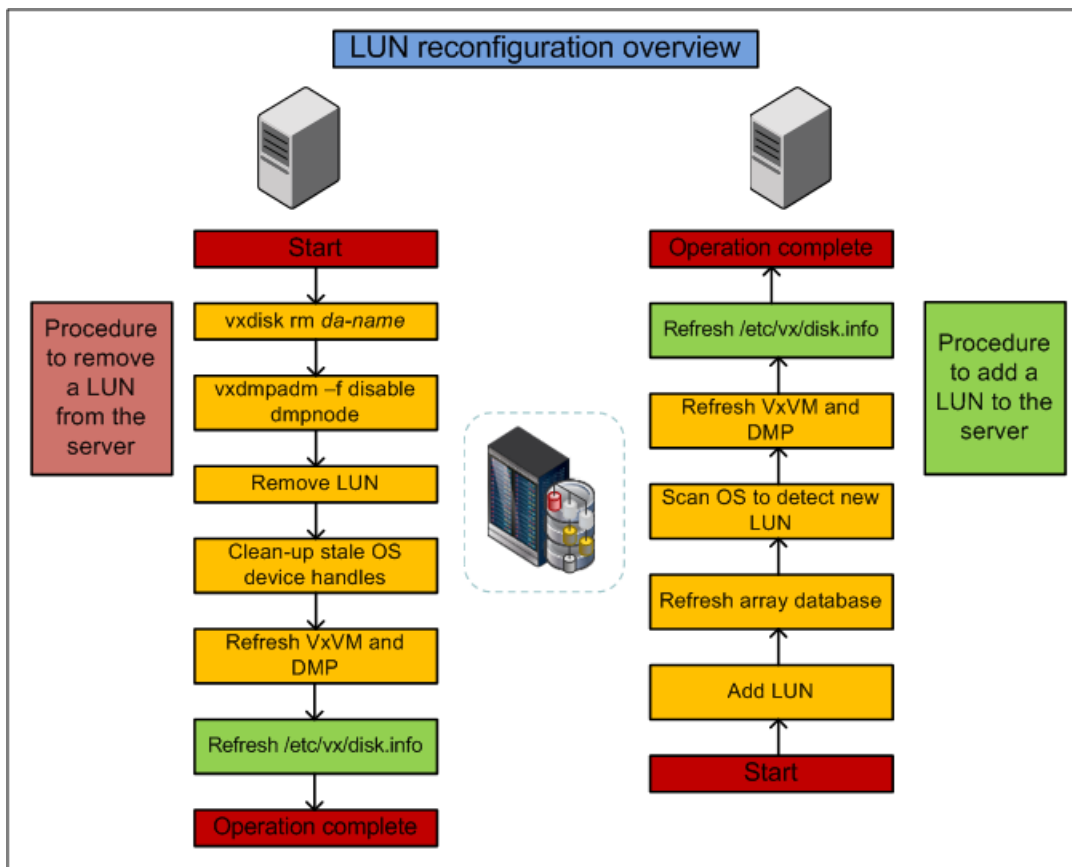 LUN reconfiguration overview
Start
vxdisk rm da-name
vxdmpadm –f disable
dmpnode
Remove LUN
Clean-up stale OS
device handles
Refresh VxVM and
DMP
Refresh /etc/vx/disk.info
Operation complete
Procedure
to remove
a LUN
from the
server
Operation complete
Refresh /etc/vx/disk.info
Refresh VxVM and
DMP
Scan OS to detect new
LUN
Refresh array database
Add LUN
Start
Procedure
to add a
LUN to the
server